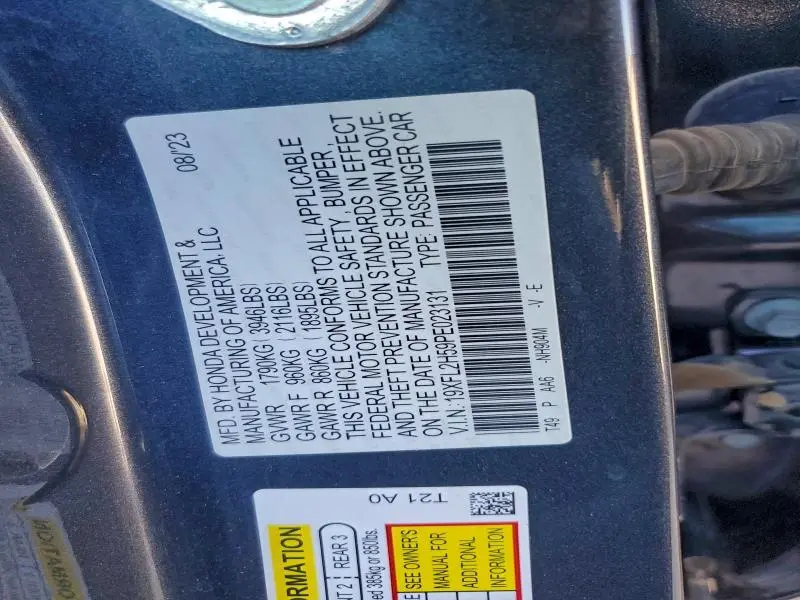 MFD. BY HONDA DEVELOPMENT & 08/'23
MANUFACTURING OF AMERICA. LLC
GVWR 1790KG (3946LBS)
GAWR F 960KG (2116LBS)
GAWR R 860KG (1895LBS)
THIS VEHICLE CONFORMS TO ALL APPLICABLE
FEDERAL MOTOR VEHICLE SAFETY, BUMPER,
AND THEFT PREVENTION STANDARDS IN EFFECT
ON THE DATE OF MANUFACTURE SHOWN ABOVE.
V.I.N.:19XFL2H59PE023131 TYPE: PASSENGER CAR
T49 P AA6 -NH904M -V -E
T21 A0
REAR 3
385kg or 850lbs.
SEE OWNER'S
MANUAL FOR
ADDITIONAL
INFORMATION